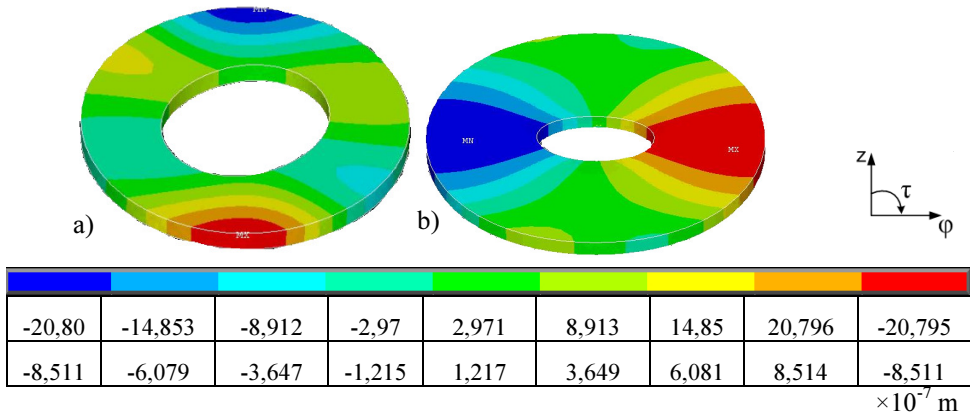 MN
MN
MX
a)
MX
b)
z
τ
φ
-20,80 -14,853 -8,912 -2,97 2,971 8,913 14,85 20,796 -20,795
-8,511 -6,079 -3,647 -1,215 1,217 3,649 6,081 8,514 -8,511
×10-7 m